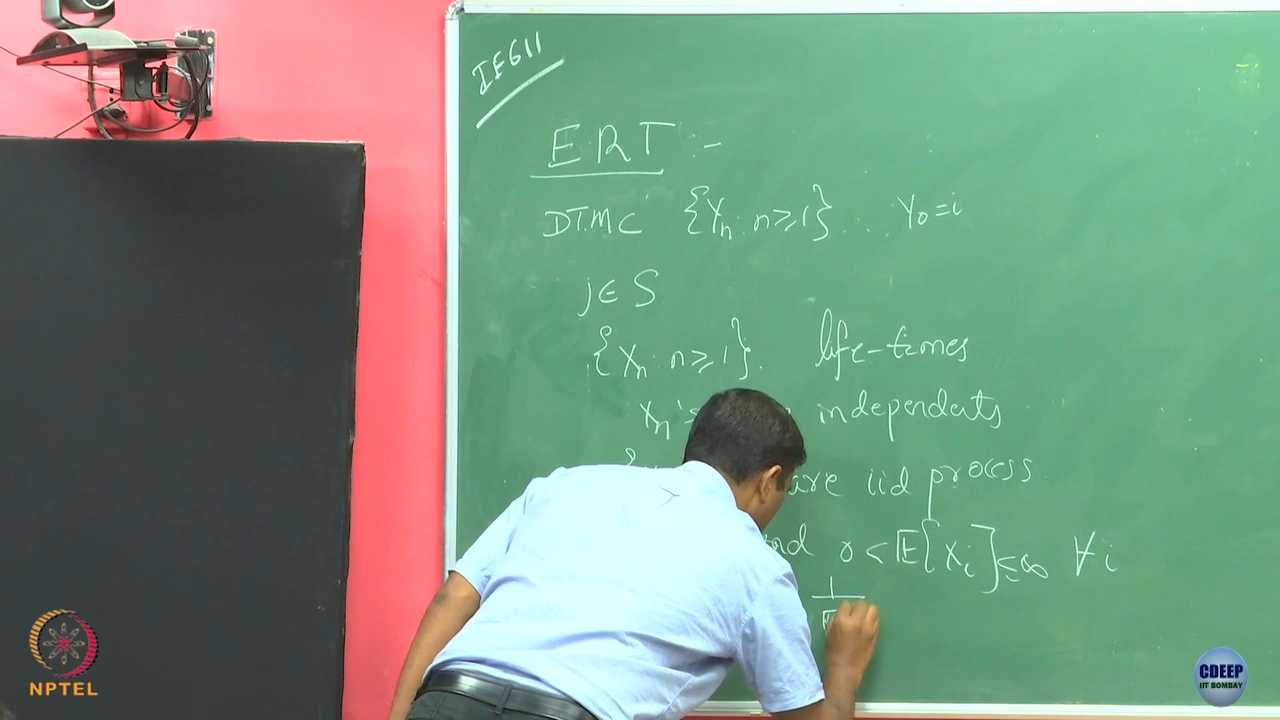 IE611
ERT :-
DTMC {Yn n≥1} ... Y0=i
j∈S
{Xn n≥1}. life-times
Xn's independents
are iid process
0<E[Xi]≤∞ ∀i
1
NPTEL
CDEEP
IIT BOMBAY